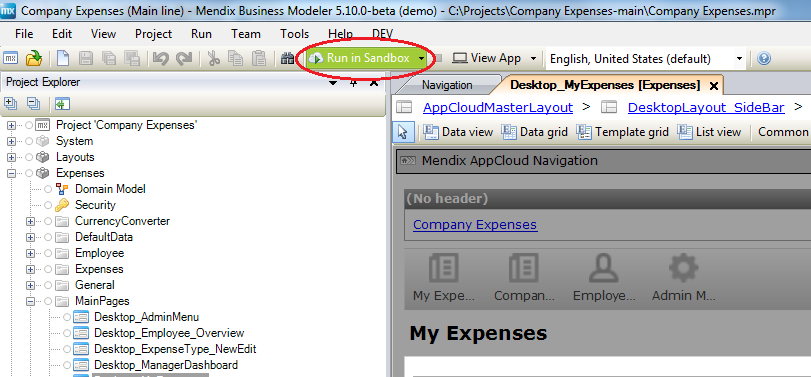 mx Company Expenses (Main line) - Mendix Business Modeler 5.10.0-beta (demo) - C:\Projects\Company Expenses-main\Company Expenses.mpr
File Edit View Project Run Team Tools Help DEV
Run in Sandbox View App English, United States (default)
Project Explorer
Navigation Desktop_MyExpenses [Expenses]
AppCloudMasterLayout > DesktopLayout_SideBar >
Data view Data grid Template grid List view Common
mx Project 'Company Expenses'
System
Layouts
Expenses
Domain Model
Security
CurrencyConverter
DefaultData
Employee
Expenses
General
MainPages
Desktop_AdminMenu
Desktop_Employee_Overview
Desktop_ExpenseType_NewEdit
Desktop_ManagerDashboard
Mendix AppCloud Navigation
(No header)
Company Expenses
My Expe... Compan... Employe... Admin M...
My Expenses